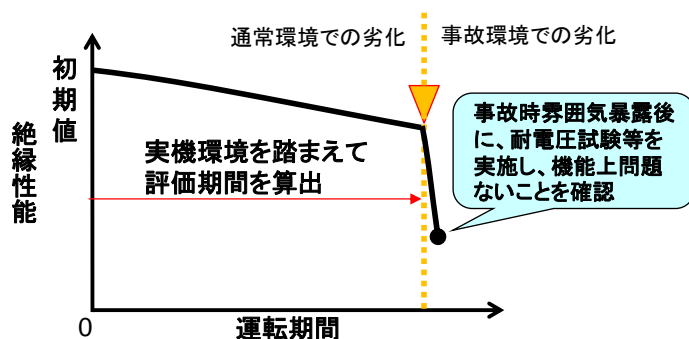 通常環境での劣化
事故環境での劣化
初期値
絶縁性能
実機環境を踏まえて
評価期間を算出
事故時雰囲気暴露後
に、耐電圧試験等を
実施し、機能上問題
ないことを確認
0
運転期間